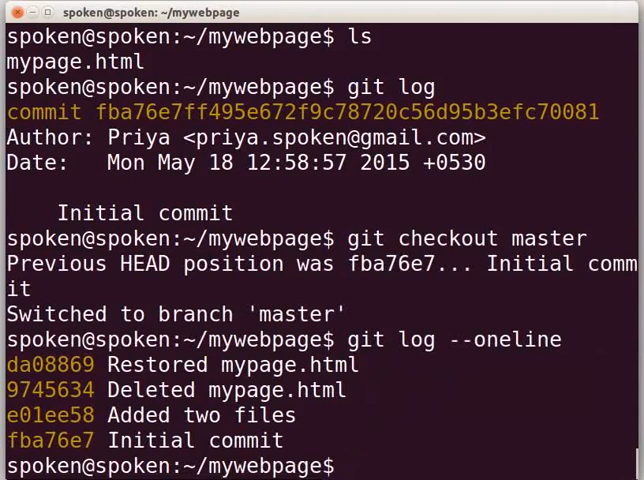 spoken@spoken: ~/mywebpage
spoken@spoken:~/mywebpage$ ls
mypage.html
spoken@spoken:~/mywebpage$ git log
commit fba76e7ff495e672f9c78720c56d95b3efc70081
Author: Priya <priya.spoken@gmail.com>
Date:   Mon May 18 12:58:57 2015 +0530
    Initial commit
spoken@spoken:~/mywebpage$ git checkout master
Previous HEAD position was fba76e7... Initial comm
it
Switched to branch 'master'
spoken@spoken:~/mywebpage$ git log --oneline
da08869 Restored mypage.html
9745634 Deleted mypage.html
e01ee58 Added two files
fba76e7 Initial commit
spoken@spoken:~/mywebpage$